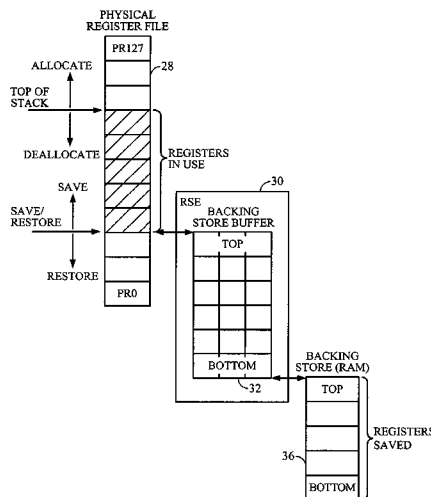 PHYSICAL
REGISTER FILE
PR127
28
ALLOCATE
TOP OF
STACK
DEALLOCATE
REGISTERS
IN USE
SAVE
SAVE/
RESTORE
RESTORE
PR0
30
RSE
BACKING
STORE BUFFER
TOP
BOTTOM
32
BACKING
STORE (RAM)
TOP
REGISTERS
SAVED
36
BOTTOM